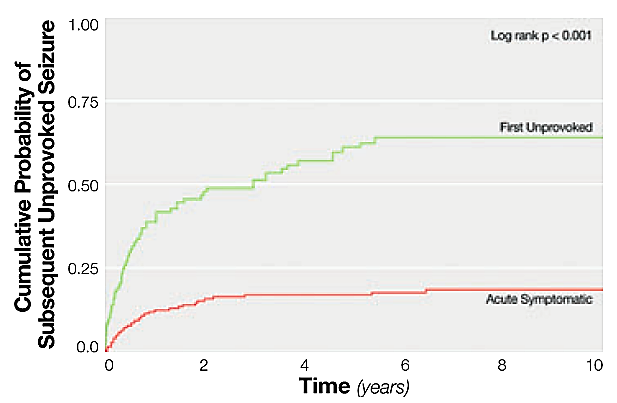 Cumulative Probability of
Subsequent Unprovoked Seizure
1.00
0.75
0.50
0.25
0.0
Log rank p < 0.001
First Unprovoked
Acute Symptomatic
0 2 4 6 8 10
Time (years)